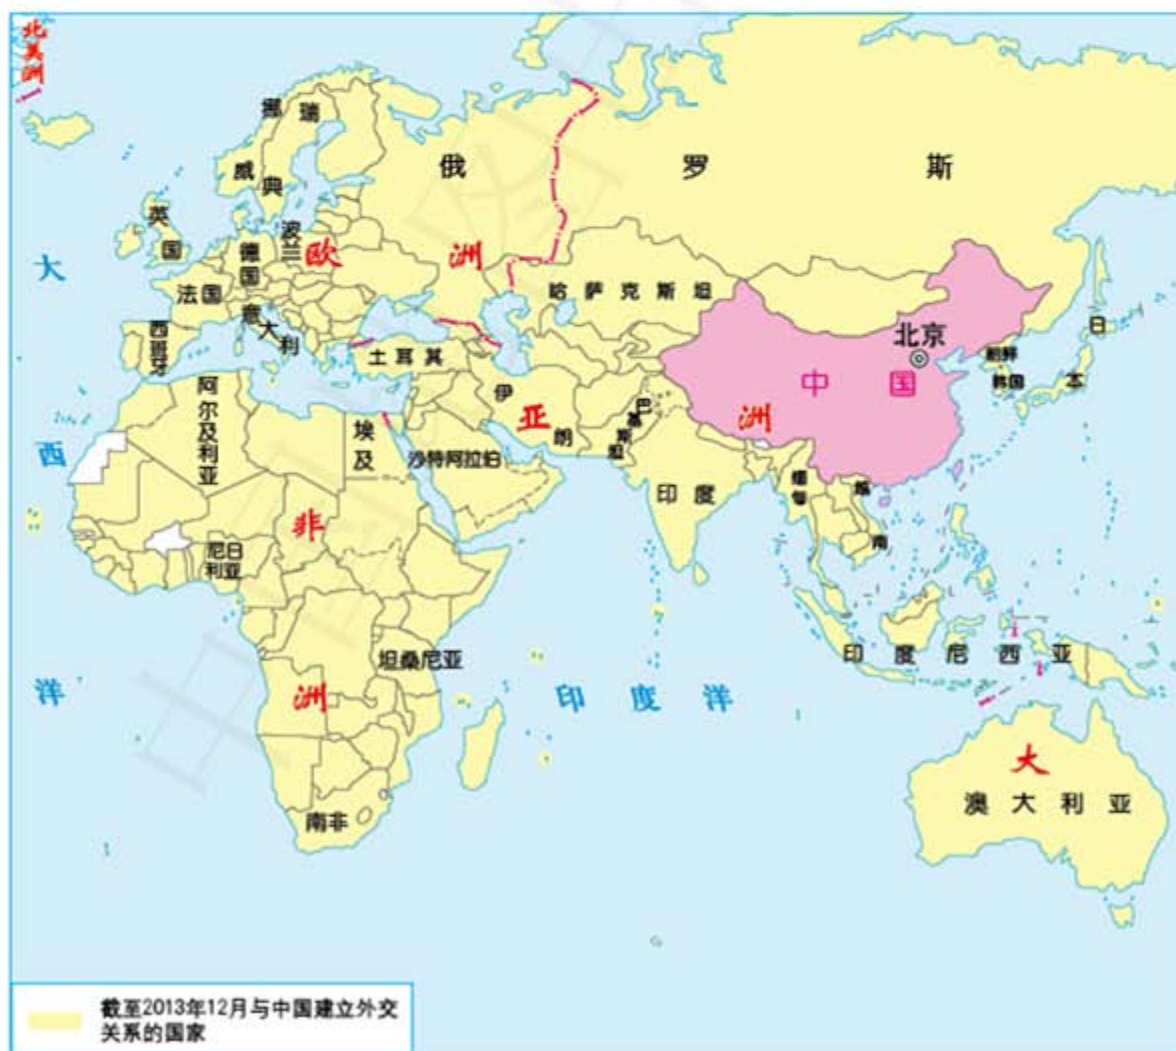 北美洲
挪威
瑞典
俄罗斯
英国
波兰
德国
欧洲
法国
意大利
西班牙
哈萨克斯坦
大西洋
土耳其
北京
中国
朝鲜
韩国
日本
阿尔及利亚
埃及
伊朗
亚洲
巴基斯坦
沙特阿拉伯
印度
缅甸
越南
非洲
尼日利亚
坦桑尼亚
印度尼西亚
印度洋
大
澳大利亚
南非
截至2013年12月与中国建立外交
关系的国家